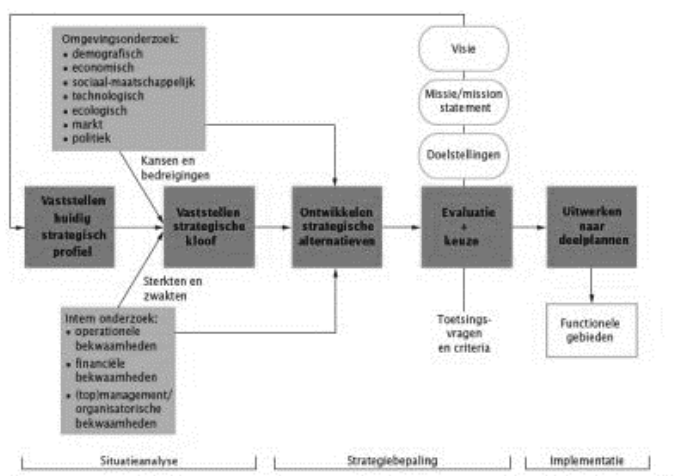 Omgevingsonderzoek:
• demografisch
• economisch
• sociaal-maatschappelijk
• technologisch
• ecologisch
• markt
• politiek
Visie
Missie/mission
statement
Doelstellingen
Kansen en
bedreigingen
Vaststellen
huidig
strategisch
profiel
Vaststellen
strategische
kloof
Ontwikkelen
strategische
alternatieven
Evaluatie
+
keuze
Uitwerken
naar
deelplannen
Sterkten en
zwakten
Intern onderzoek:
• operationele
bekwaamheden
• financiële
bekwaamheden
• (top)management/
organisatorische
bekwaamheden
Toetsings-
vragen
en criteria
Functionele
gebieden
Situatieanalyse
Strategiebepaling
Implementatie